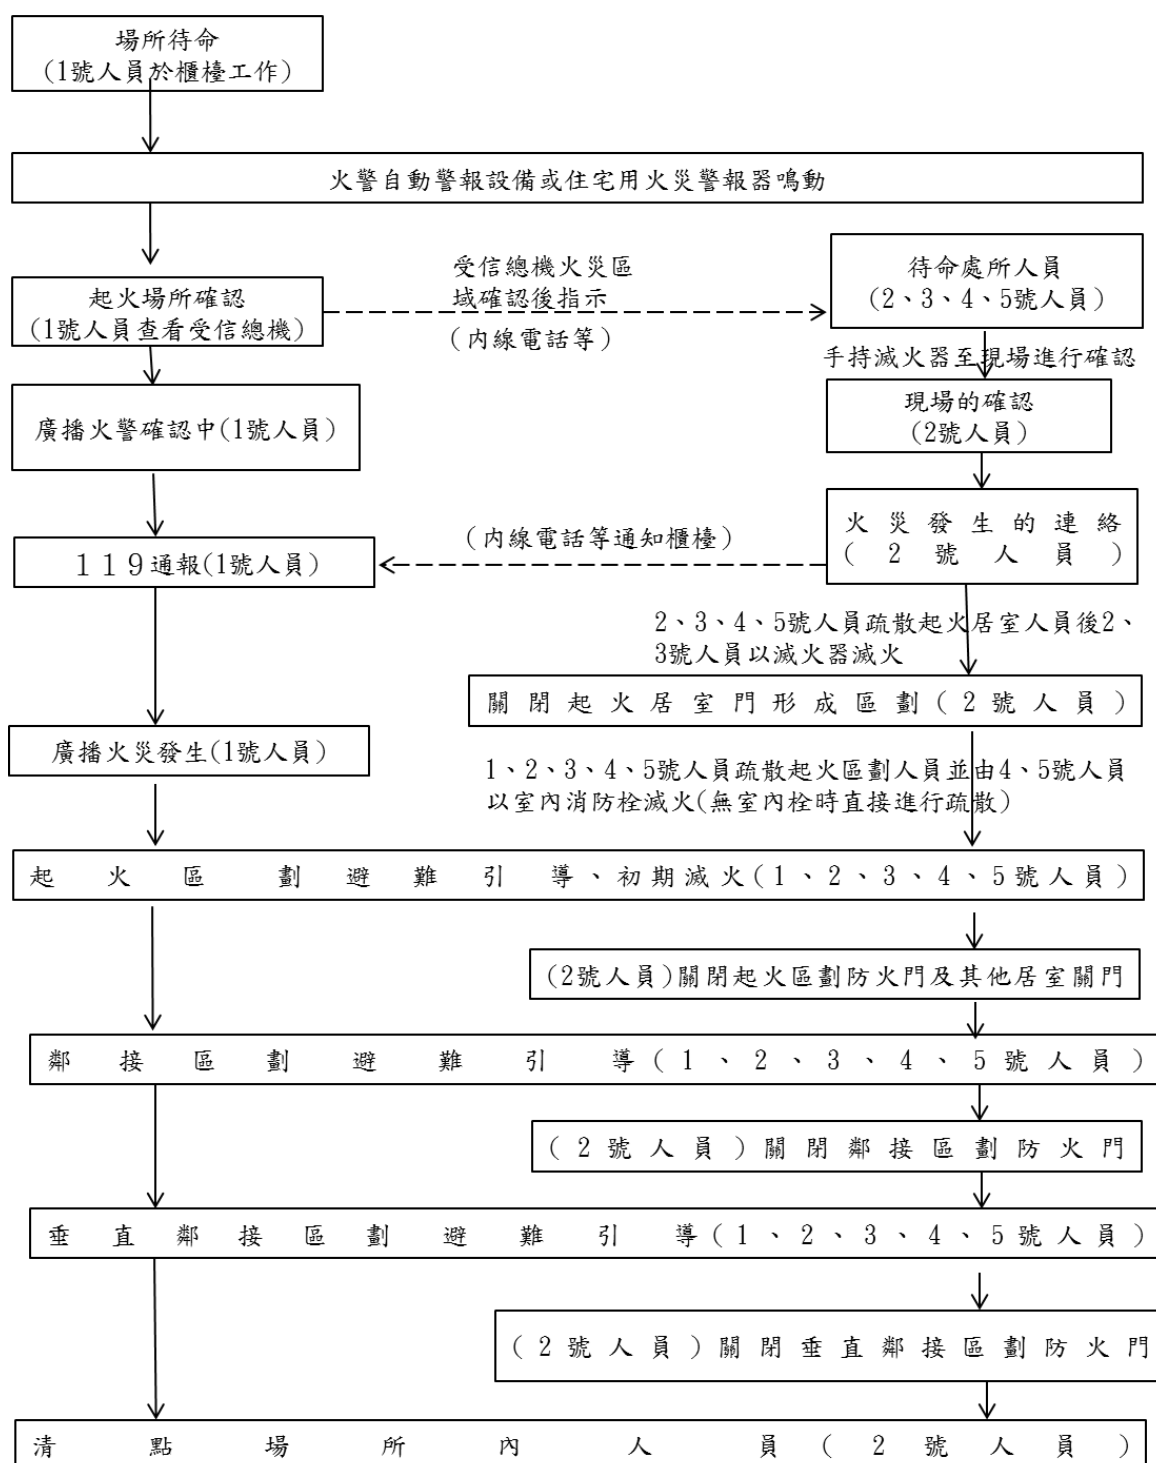 場所待命
(1號人員於櫃檯工作)
火警自動警報設備或住宅用火災警報器鳴動
受信總機火災區
域確認後指示
(內線電話等)
待命處所人員
(2、3、4、5號人員)
起火場所確認
(1號人員查看受信總機)
手持滅火器至現場進行確認
廣播火警確認中(1號人員)
現場的確認
(2號人員)
火災發生的連絡
(2號人員)
(內線電話等通知櫃檯)
119通報(1號人員)
2、3、4、5號人員疏散起火居室人員後2、
3號人員以滅火器滅火
關閉起火居室門形成區劃(2號人員)
廣播火災發生(1號人員)
1、2、3、4、5號人員疏散起火區劃人員並由4、5號人員
以室內消防栓滅火(無室內栓時直接進行疏散)
起火區劃避難引導、初期滅火(1、2、3、4、5號人員)
(2號人員)關閉起火區劃防火門及其他居室關門
鄰接區劃避難引導(1、2、3、4、5號人員)
(2號人員)關閉鄰接區劃防火門
垂直鄰接區劃避難引導(1、2、3、4、5號人員)
(2號人員)關閉垂直鄰接區劃防火門
清點場所內人員(2號人員)